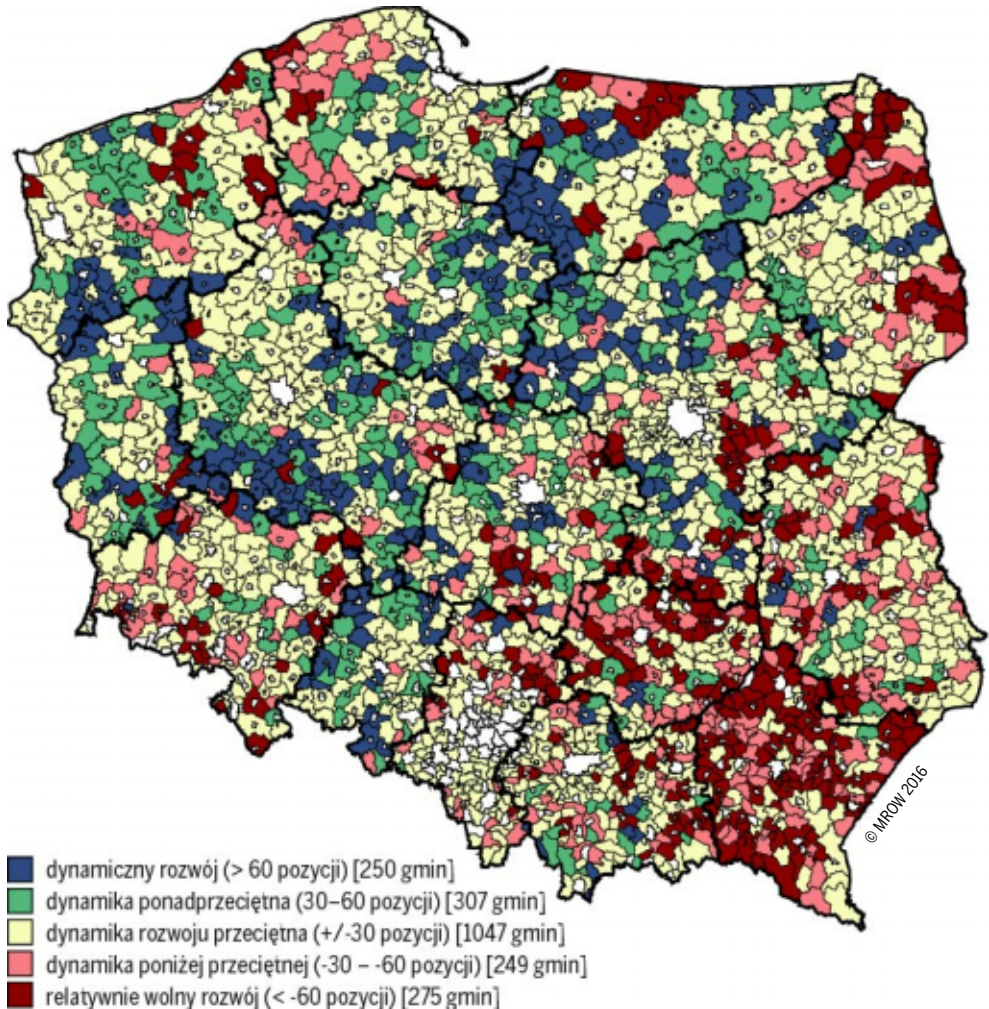 © MROW 2016
dynamiczny rozwój (> 60 pozycji) [250 gmin]
dynamika ponadprzeciętna (30–60 pozycji) [307 gmin]
dynamika rozwoju przeciętna (+/-30 pozycji) [1047 gmin]
dynamika poniżej przeciętnej (-30 – -60 pozycji) [249 gmin]
relatywnie wolny rozwój (< -60 pozycji) [275 gmin]